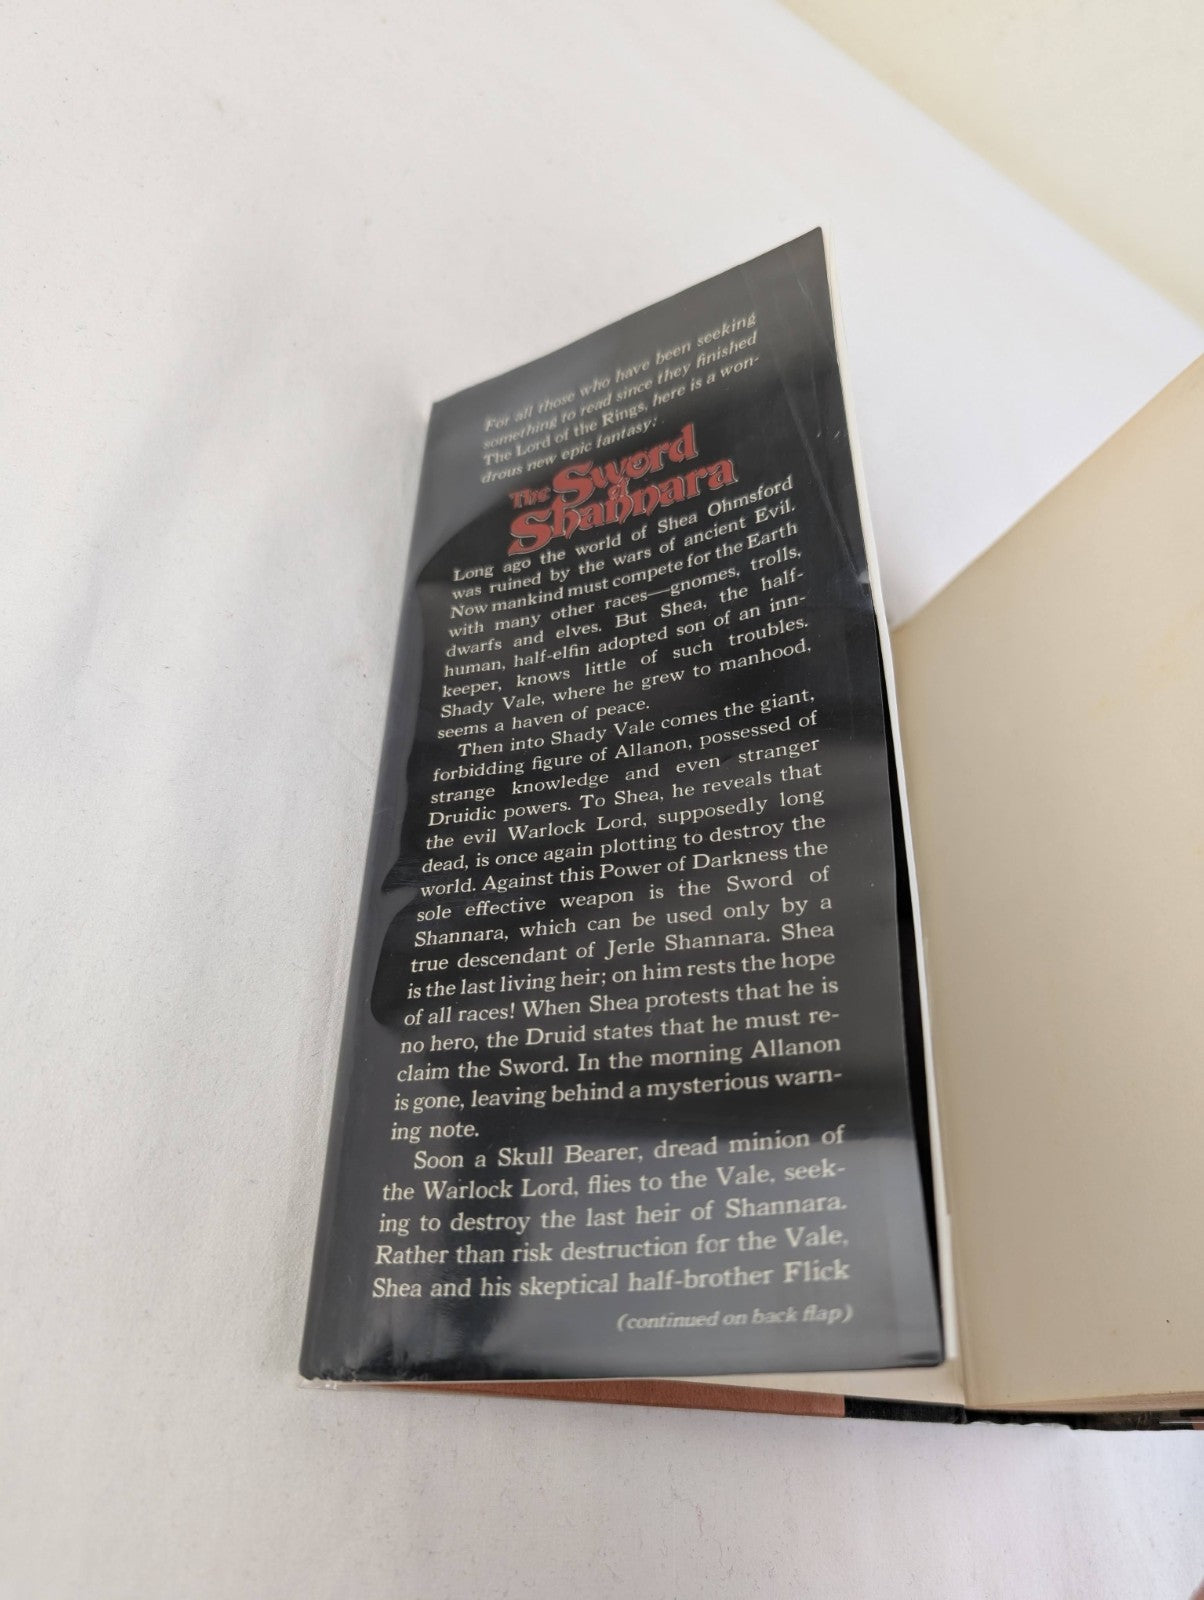 For all those who have been seeking
something to read since they finished
The Lord of the Rings, here is a won-
drous new epic fantasy:
The Sword
of
Shannara
Long ago the world of Shea Ohmsford
was ruined by the wars of ancient Evil.
Now mankind must compete for the Earth
with many other races—gnomes, trolls,
dwarfs and elves. But Shea, the half-
human, half-elfin adopted son of an inn-
keeper, knows little of such troubles.
Shady Vale, where he grew to manhood,
seems a haven of peace.
Then into Shady Vale comes the giant,
forbidding figure of Allanon, possessed of
strange knowledge and even stranger
Druidic powers. To Shea, he reveals that
the evil Warlock Lord, supposedly long
dead, is once again plotting to destroy the
world. Against this Power of Darkness the
sole effective weapon is the Sword of
Shannara, which can be used only by a
true descendant of Jerle Shannara. Shea
is the last living heir; on him rests the hope
of all races! When Shea protests that he is
no hero, the Druid states that he must re-
claim the Sword. In the morning Allanon
is gone, leaving behind a mysterious warn-
ing note.
Soon a Skull Bearer, dread minion of
the Warlock Lord, flies to the Vale, seek-
ing to destroy the last heir of Shannara.
Rather than risk destruction for the Vale,
Shea and his skeptical half-brother Flick
(continued on back flap)